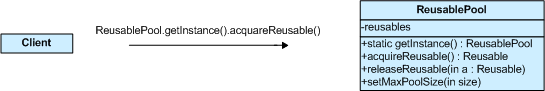 ReusablePool
-reusables
ReusablePool.getInstance().acquareReusable()
Client
+static getInstance() : ReusablePool
+acquireReusable() : Reusable
+releaseReusable(in a : Reusable)
+setMaxPoolSize(in size)